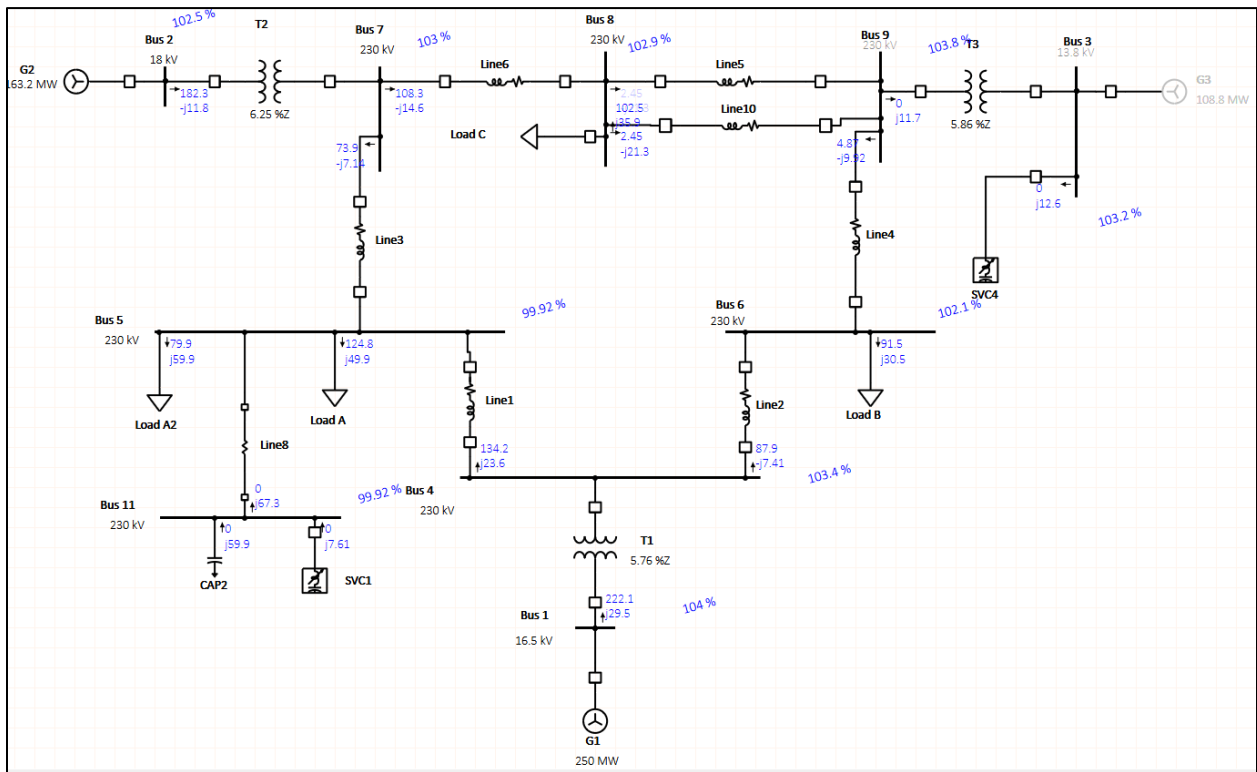 102.5 %
T2
Bus 2
18 kV
G2
163.2 MW
182.3
-j11.8
6.25 %Z
Bus 7
230 kV
103 %
108.3
-j14.6
Line6
Bus 8
230 kV
102.9 %
Line5
2.45
102.5
j35.9
2.45
-j21.3
Line10
Load C
Bus 9
230 kV
103.8 %
T3
0
j11.7
5.86 %Z
Bus 3
13.8 kV
G3
108.8 MW
73.9
-j7.14
Line3
4.87
-j9.92
Line4
0
j12.6
103.2 %
SVC4
Bus 5
230 kV
99.92 %
79.9
j59.9
124.8
j49.9
Load A2
Load A
Line8
Line1
134.2
j23.6
Bus 6
230 kV
102.1 %
91.5
j30.5
Load B
Line2
87.9
-j7.41
0
j67.3
99.92 %
Bus 11
230 kV
0
j59.9
0
j7.61
CAP2
SVC1
Bus 4
230 kV
103.4 %
T1
5.76 %Z
222.1
j29.5
104 %
Bus 1
16.5 kV
G1
250 MW